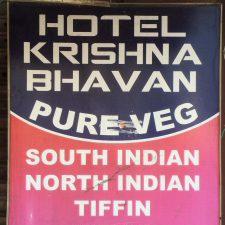 HOTEL
KRISHNA
BHAVAN
PURE VEG
SOUTH INDIAN
NORTH INDIAN
TIFFIN